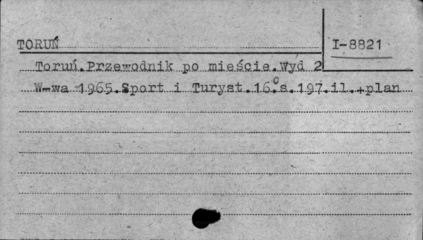 TORUŃ
I-8821
Toruń.Przewodnik po mieście.Wyd 2
W-wa 1965.Sport i Turyst.16°s.197.il.+plan